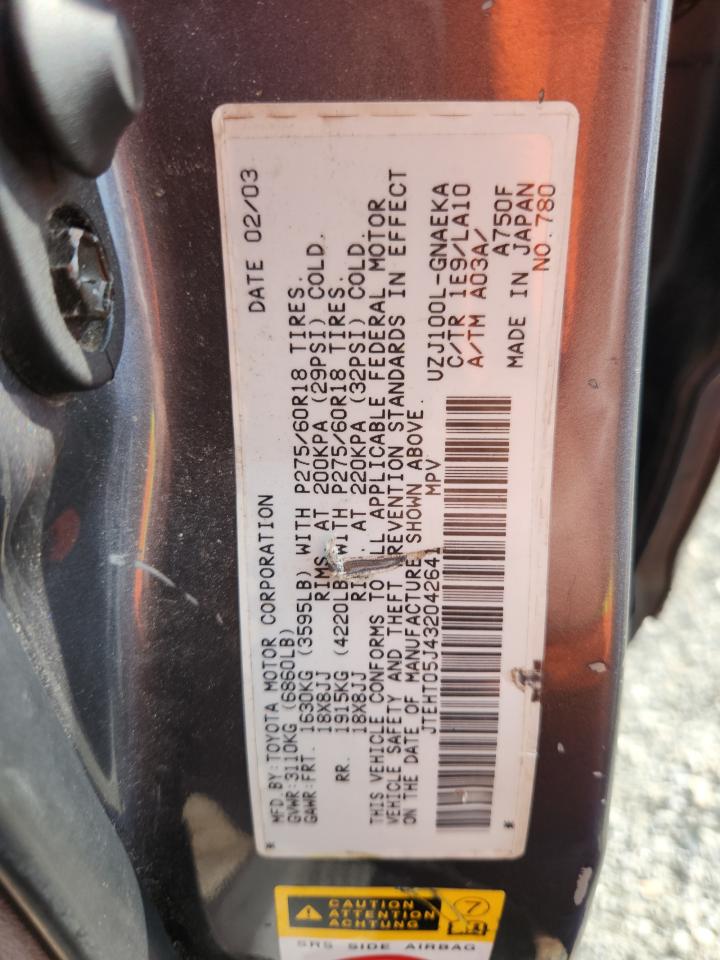 MFD. BY: TOYOTA MOTOR CORPORATION DATE 02/03
GVWR: 3110KG (6860LB)
GAWR: FRT. 1630KG (3595LB) WITH P275/60R18 TIRES.
18X8JJ RIMS AT 200KPA (29PSI) COLD.
RR. 1915KG (4220LB WITH P275/60R18 TIRES.
18X8JJ AT 220KPA (32PSI) COLD.
THIS VEHICLE CONFORMS TO ALL APPLICABLE FEDERAL MOTOR
VEHICLE SAFETY AND THEFT PREVENTION STANDARDS IN EFFECT
ON THE DATE OF MANUFACTURE SHOWN ABOVE.
JTEHT05J432042641 MPV UZJ100L-GNAEKA
C/TR 1E9/LA10
A/TM A03A/ A750F
MADE IN JAPAN
* * NO. 780
CAUTION
ATTENTION
ACHTUNG
7
SRS SIDE AIRBAG